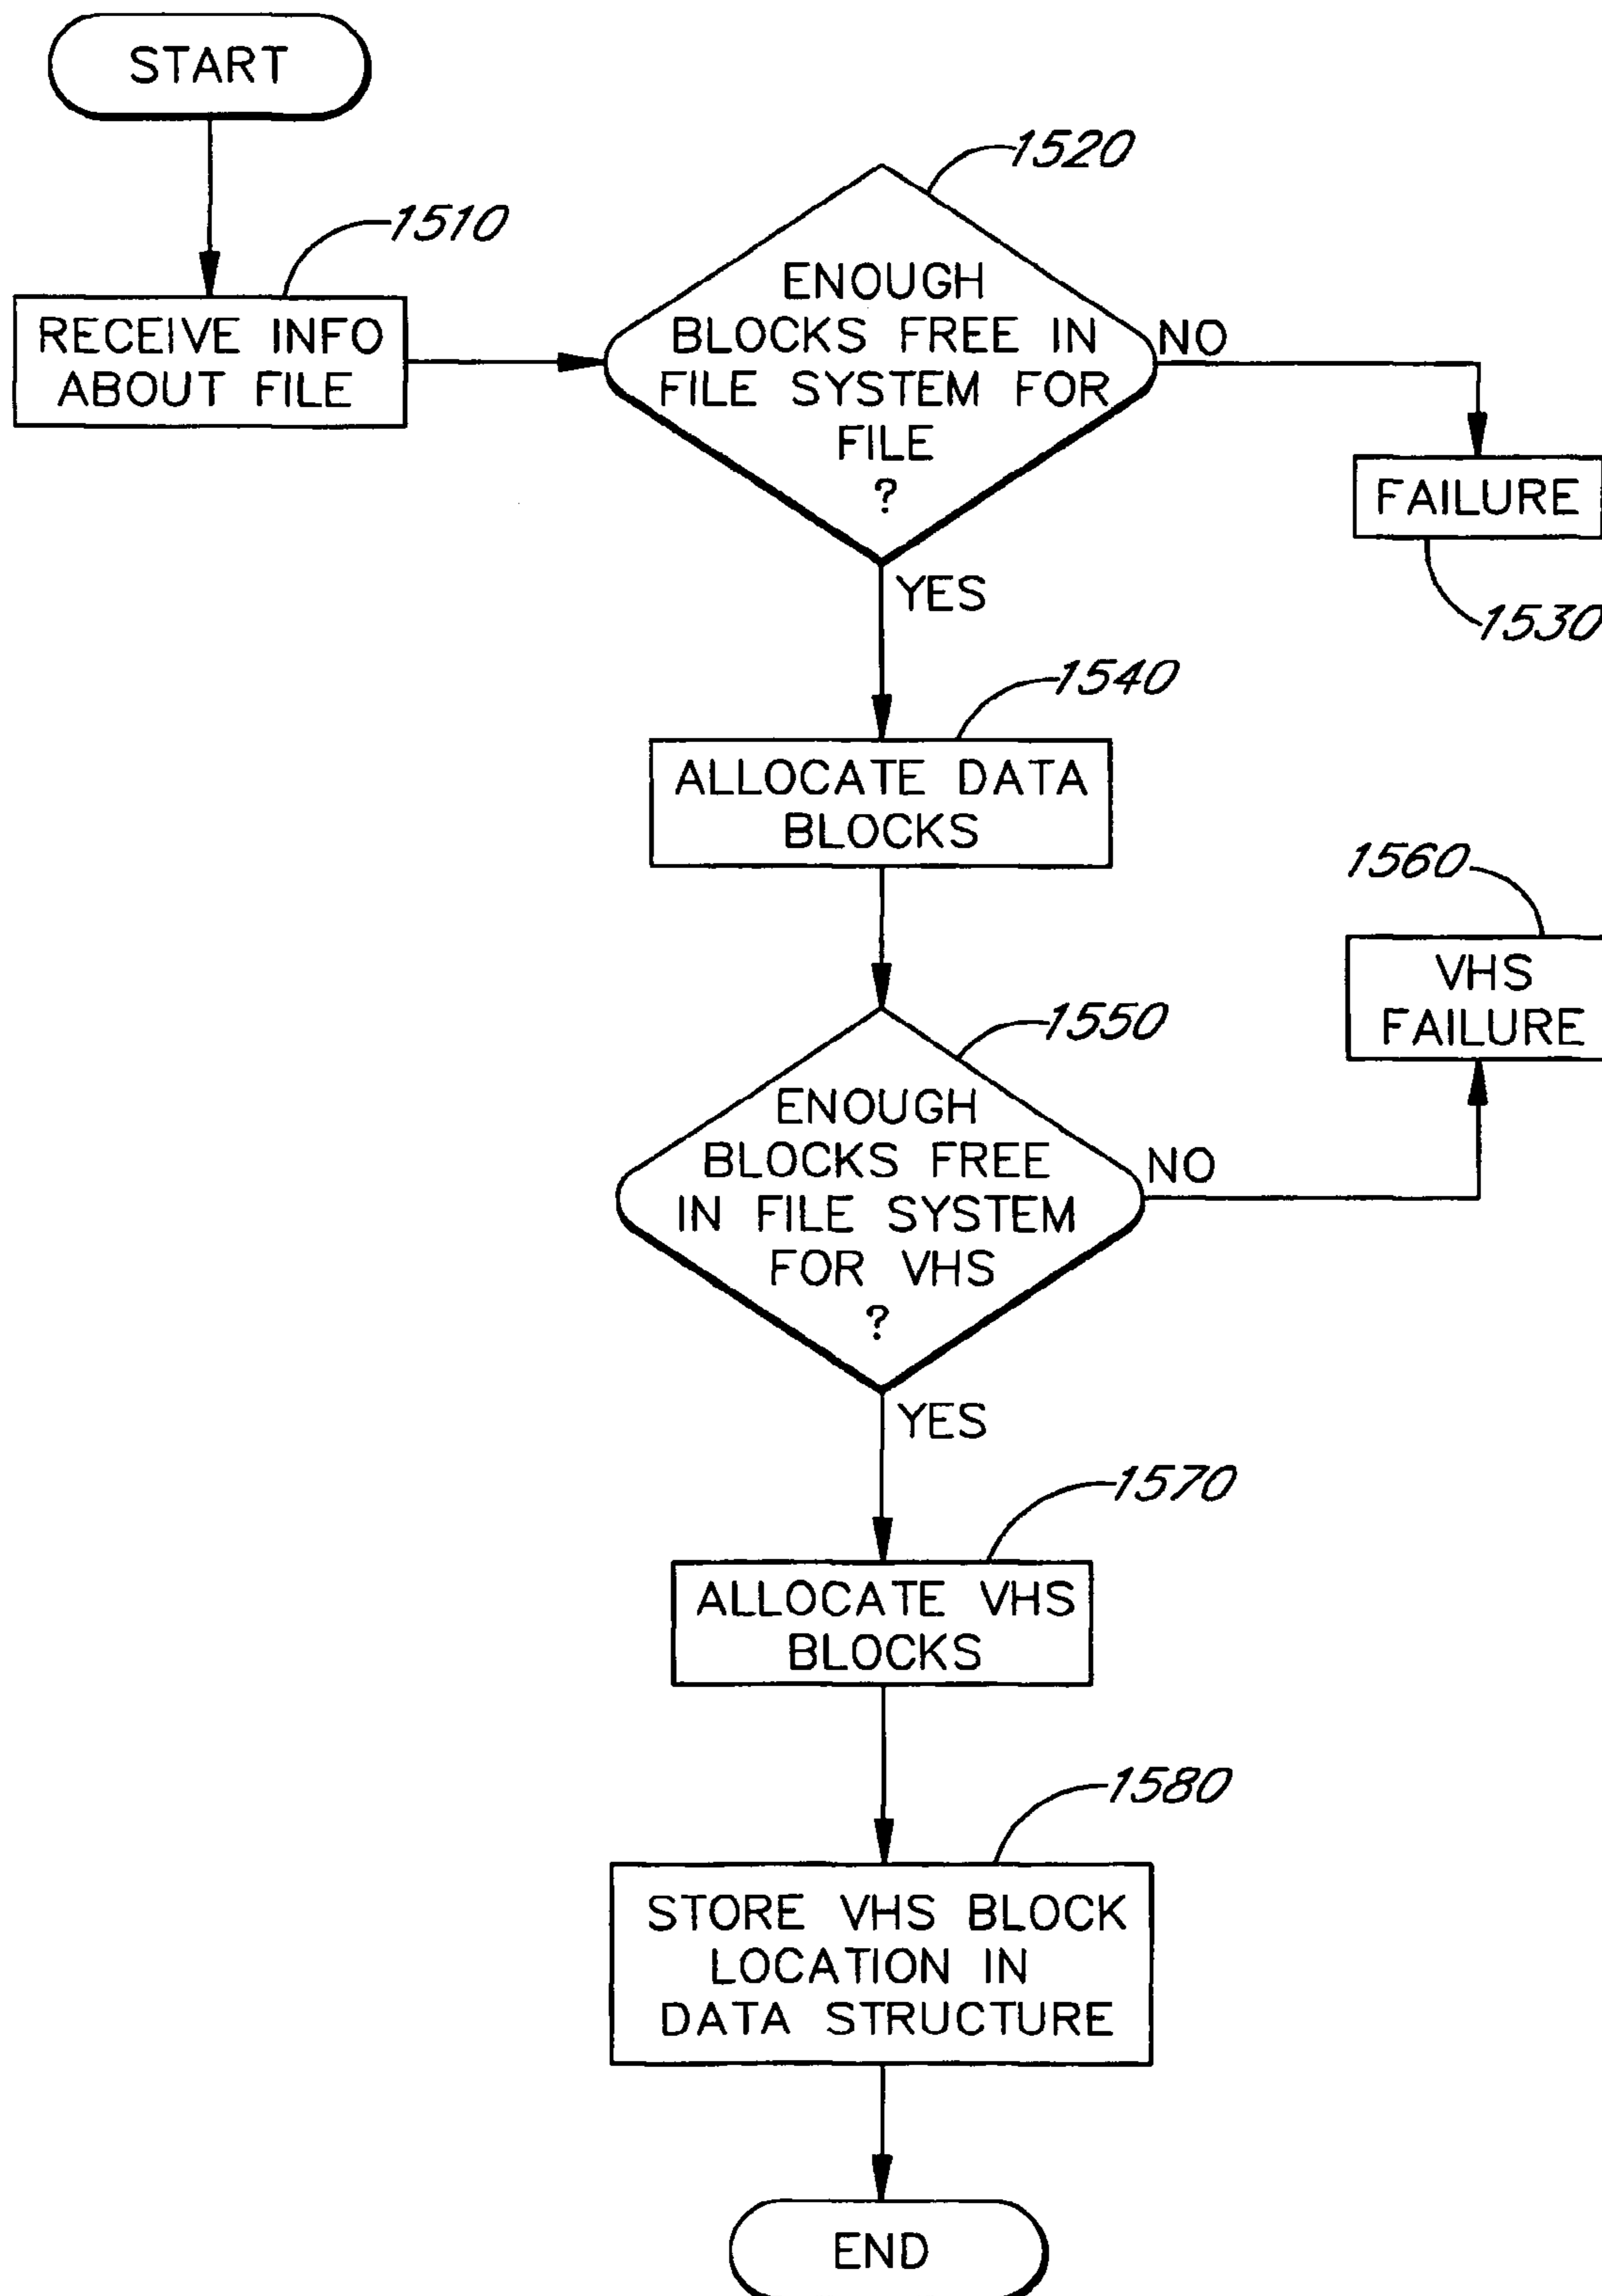 START
1510
RECEIVE INFO
ABOUT FILE
1520
ENOUGH
BLOCKS FREE IN
FILE SYSTEM FOR
FILE
?
NO
FAILURE
1530
YES
1540
ALLOCATE DATA
BLOCKS
1550
ENOUGH
BLOCKS FREE
IN FILE SYSTEM
FOR VHS
?
NO
1560
VHS
FAILURE
YES
1570
ALLOCATE VHS
BLOCKS
1580
STORE VHS BLOCK
LOCATION IN
DATA STRUCTURE
END